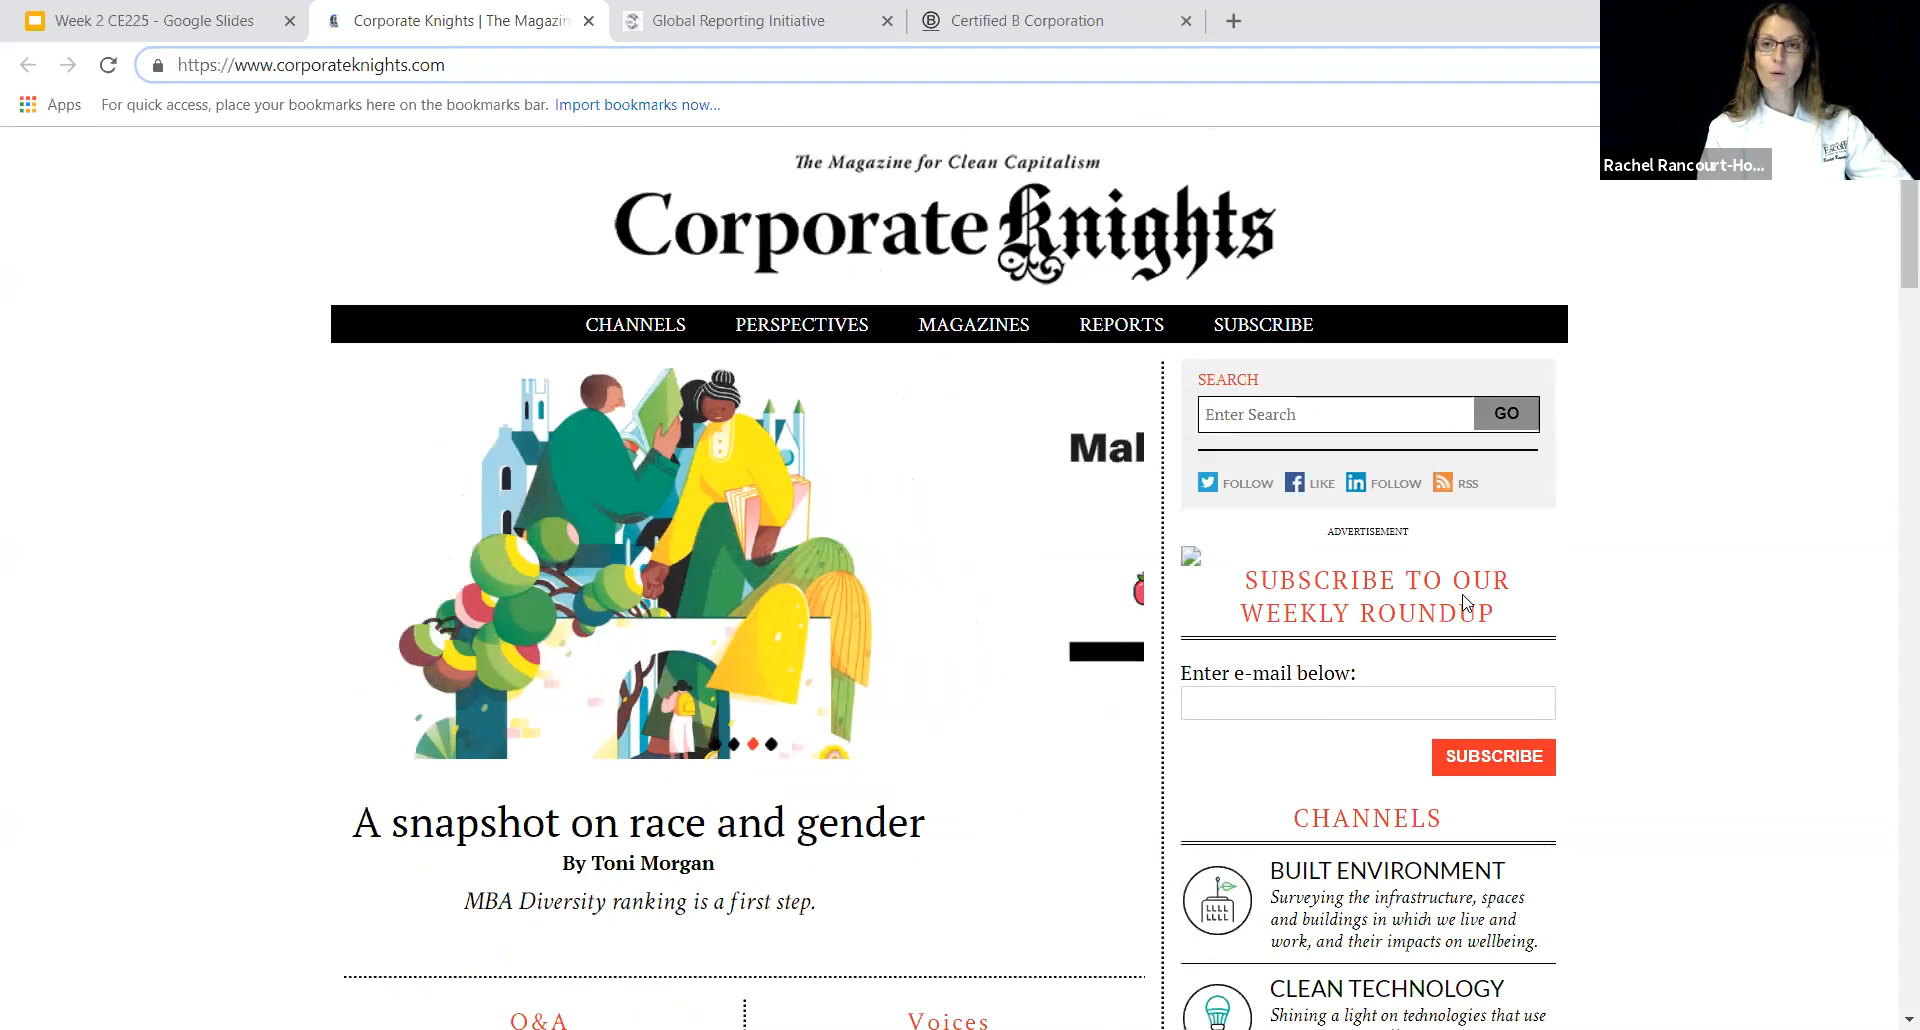 Week 2 CE225 - Google Slides
Corporate Knights | The Magazin
Global Reporting Initiative
Certified B Corporation
https://www.corporateknights.com
Apps
For quick access, place your bookmarks here on the bookmarks bar. Import bookmarks now...
Rachel Rancourt-Ho...
The Magazine for Clean Capitalism
Corporate Knights
CHANNELS
PERSPECTIVES
MAGAZINES
REPORTS
SUBSCRIBE
Mal
A snapshot on race and gender
By Toni Morgan
MBA Diversity ranking is a first step.
Q&A
Voices
SEARCH
Enter Search
GO
FOLLOW
LIKE
FOLLOW
RSS
ADVERTISEMENT
SUBSCRIBE TO OUR
WEEKLY ROUNDUP
Enter e-mail below:
SUBSCRIBE
CHANNELS
BUILT ENVIRONMENT
Surveying the infrastructure, spaces
and buildings in which we live and
work, and their impacts on wellbeing.
CLEAN TECHNOLOGY
Shining a light on technologies that use